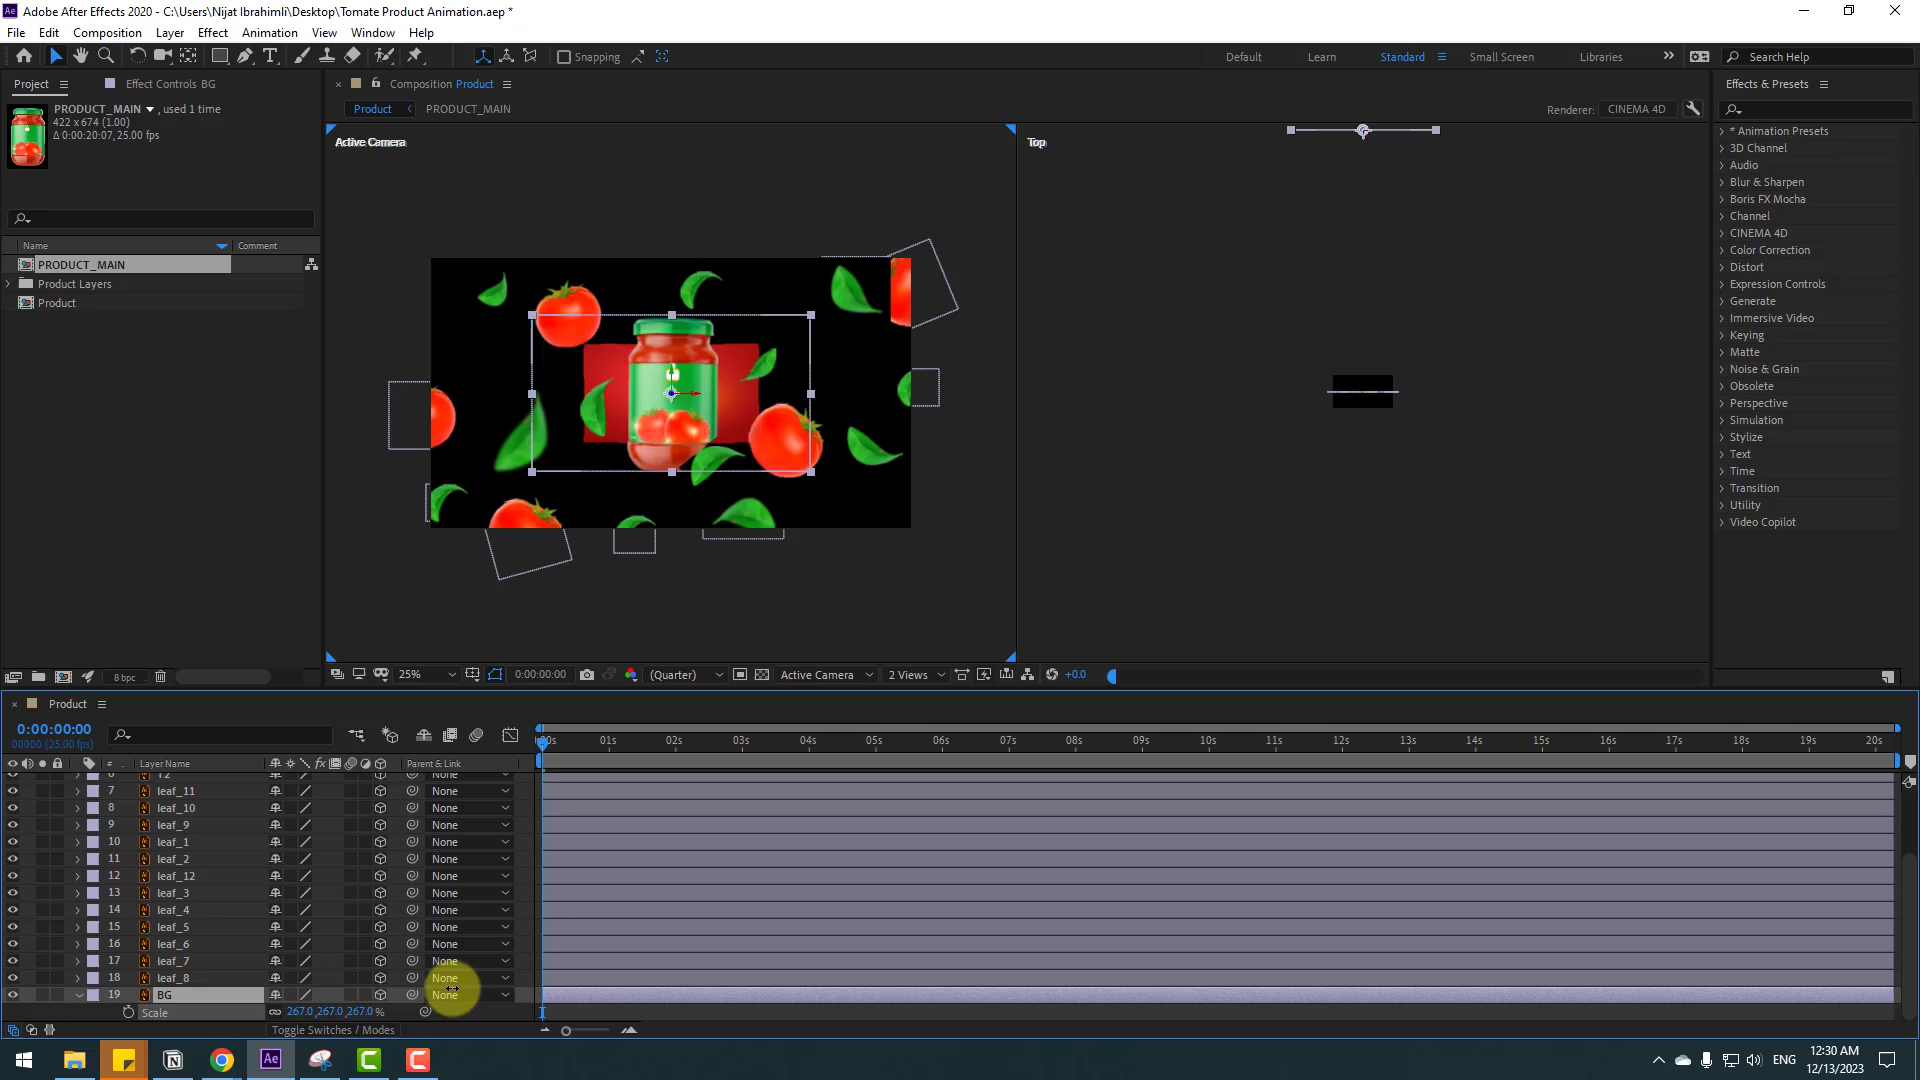 Adobe After Effects 2020 - C:\Users\Nijat Ibrahimli\Desktop\Tomate Product Animation.aep *
File Edit Composition Layer Effect Animation View Window Help
Snapping Default Learn Standard Small Screen Libraries Search Help
Project Effect Controls BG
PRODUCT_MAIN , used 1 time
422 x 674 (1.00)
Δ 0:00:20:07, 25.00 fps
Name Comment
PRODUCT_MAIN
Product Layers
Product
8 bpc
Composition Product
Product PRODUCT_MAIN
Renderer: CINEMA 4D
Active Camera
Top
25% 0:00:00:00 (Quarter) Active Camera 2 Views +0.0
Effects & Presets
* Animation Presets
3D Channel
Audio
Blur & Sharpen
Boris FX Mocha
Channel
CINEMA 4D
Color Correction
Distort
Expression Controls
Generate
Immersive Video
Keying
Matte
Noise & Grain
Obsolete
Perspective
Simulation
Stylize
Text
Time
Transition
Utility
Video Copilot
Product
0:00:00:00
00000 (25.00 fps)
# Layer Name fx Parent & Link
:00s 01s 02s 03s 04s 05s 06s 07s 08s 09s 10s 11s 12s 13s 14s 15s 16s 17s 18s 19s 20s
None
7 leaf_11 None
8 leaf_10 None
9 leaf_9 None
10 leaf_1 None
11 leaf_2 None
12 leaf_12 None
13 leaf_3 None
14 leaf_4 None
15 leaf_5 None
16 leaf_6 None
17 leaf_7 None
18 leaf_8 None
19 BG None
Scale 267.0,267.0,267.0 %
Toggle Switches / Modes
Ae
ENG
12:30 AM
12/13/2023